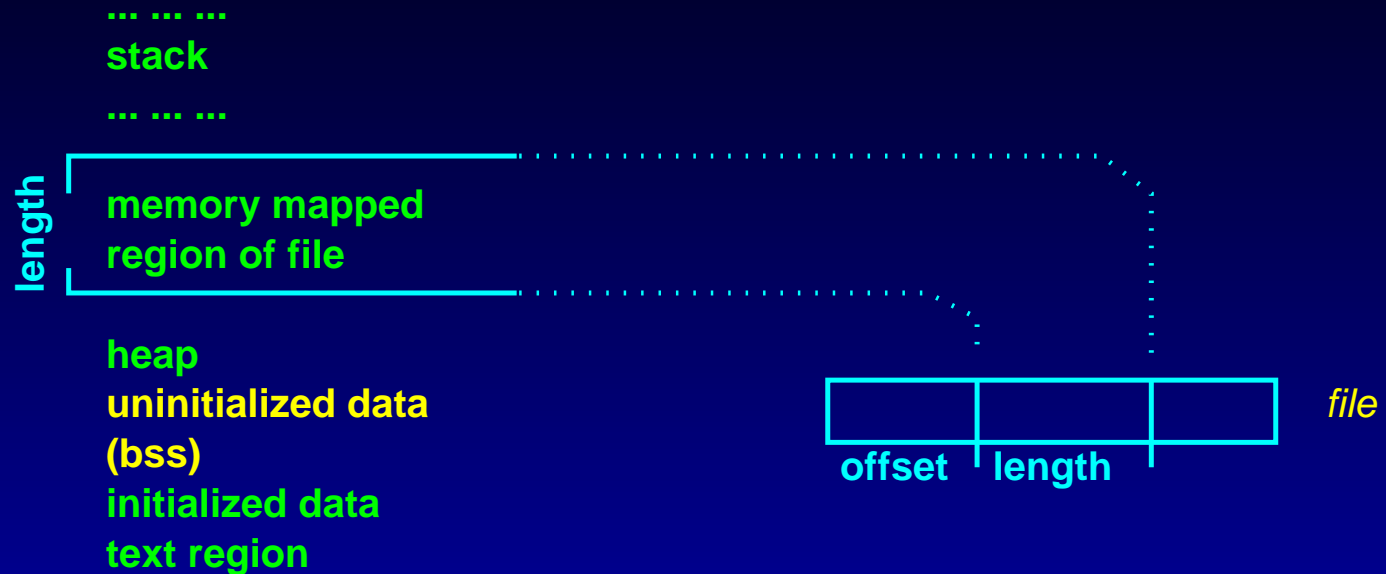 ... ... ...
stack
... ... ...
length
memory mapped
region of file
heap
uninitialized data
(bss)
initialized data
text region
file
offset
length